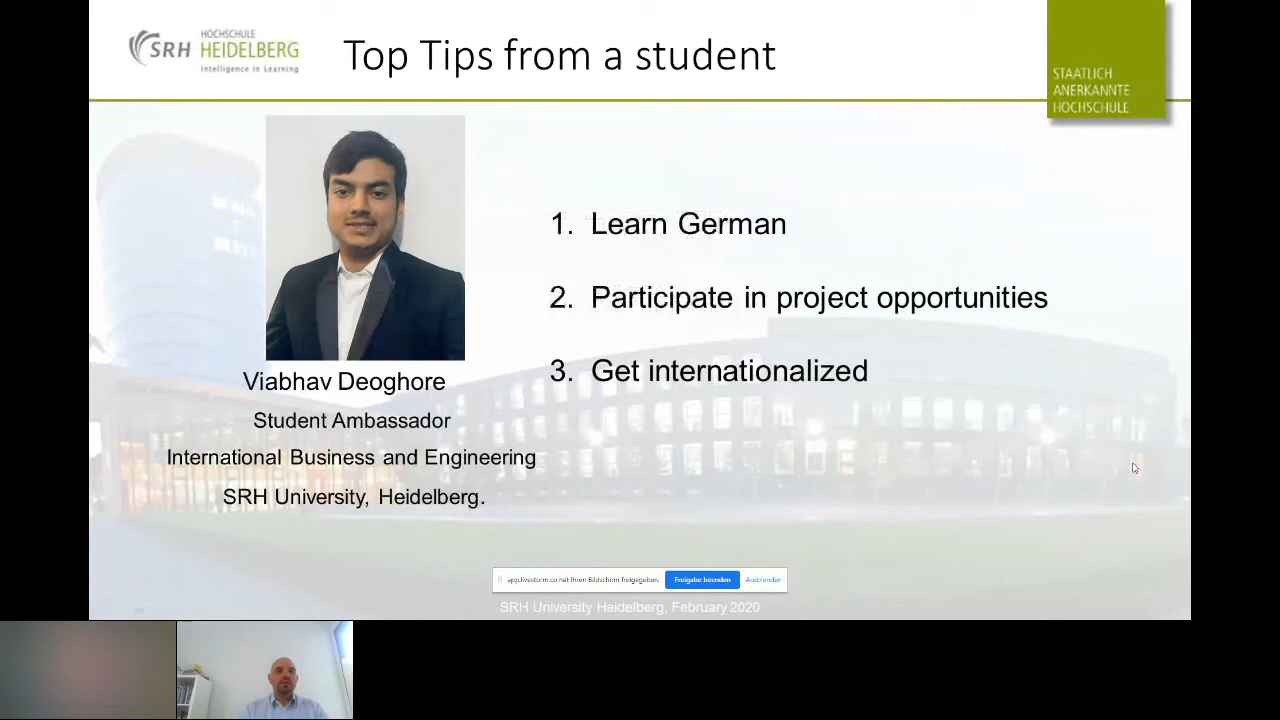 SRH HOCHSCHULE HEIDELBERG
Intelligence in Learning
Top Tips from a student
STAATLICH
ANERKANNTE
HOCHSCHULE
1. Learn German
2. Participate in project opportunities
3. Get internationalized
Viabhav Deoghore
Student Ambassador
International Business and Engineering
SRH University, Heidelberg.
app.livestorm.co hat Ihren Bildschirm freigegeben. Freigabe beenden Ausblenden
SRH University Heidelberg, February 2020